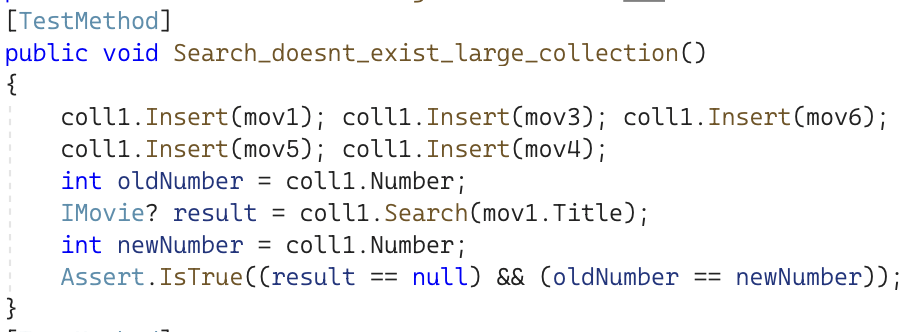 [TestMethod]
public void Search_doesnt_exist_large_collection()
{
    coll1.Insert(mov1); coll1.Insert(mov3); coll1.Insert(mov6);
    coll1.Insert(mov5); coll1.Insert(mov4);
    int oldNumber = coll1.Number;
    IMovie? result = coll1.Search(mov1.Title);
    int newNumber = coll1.Number;
    Assert.IsTrue((result == null) && (oldNumber == newNumber));
}